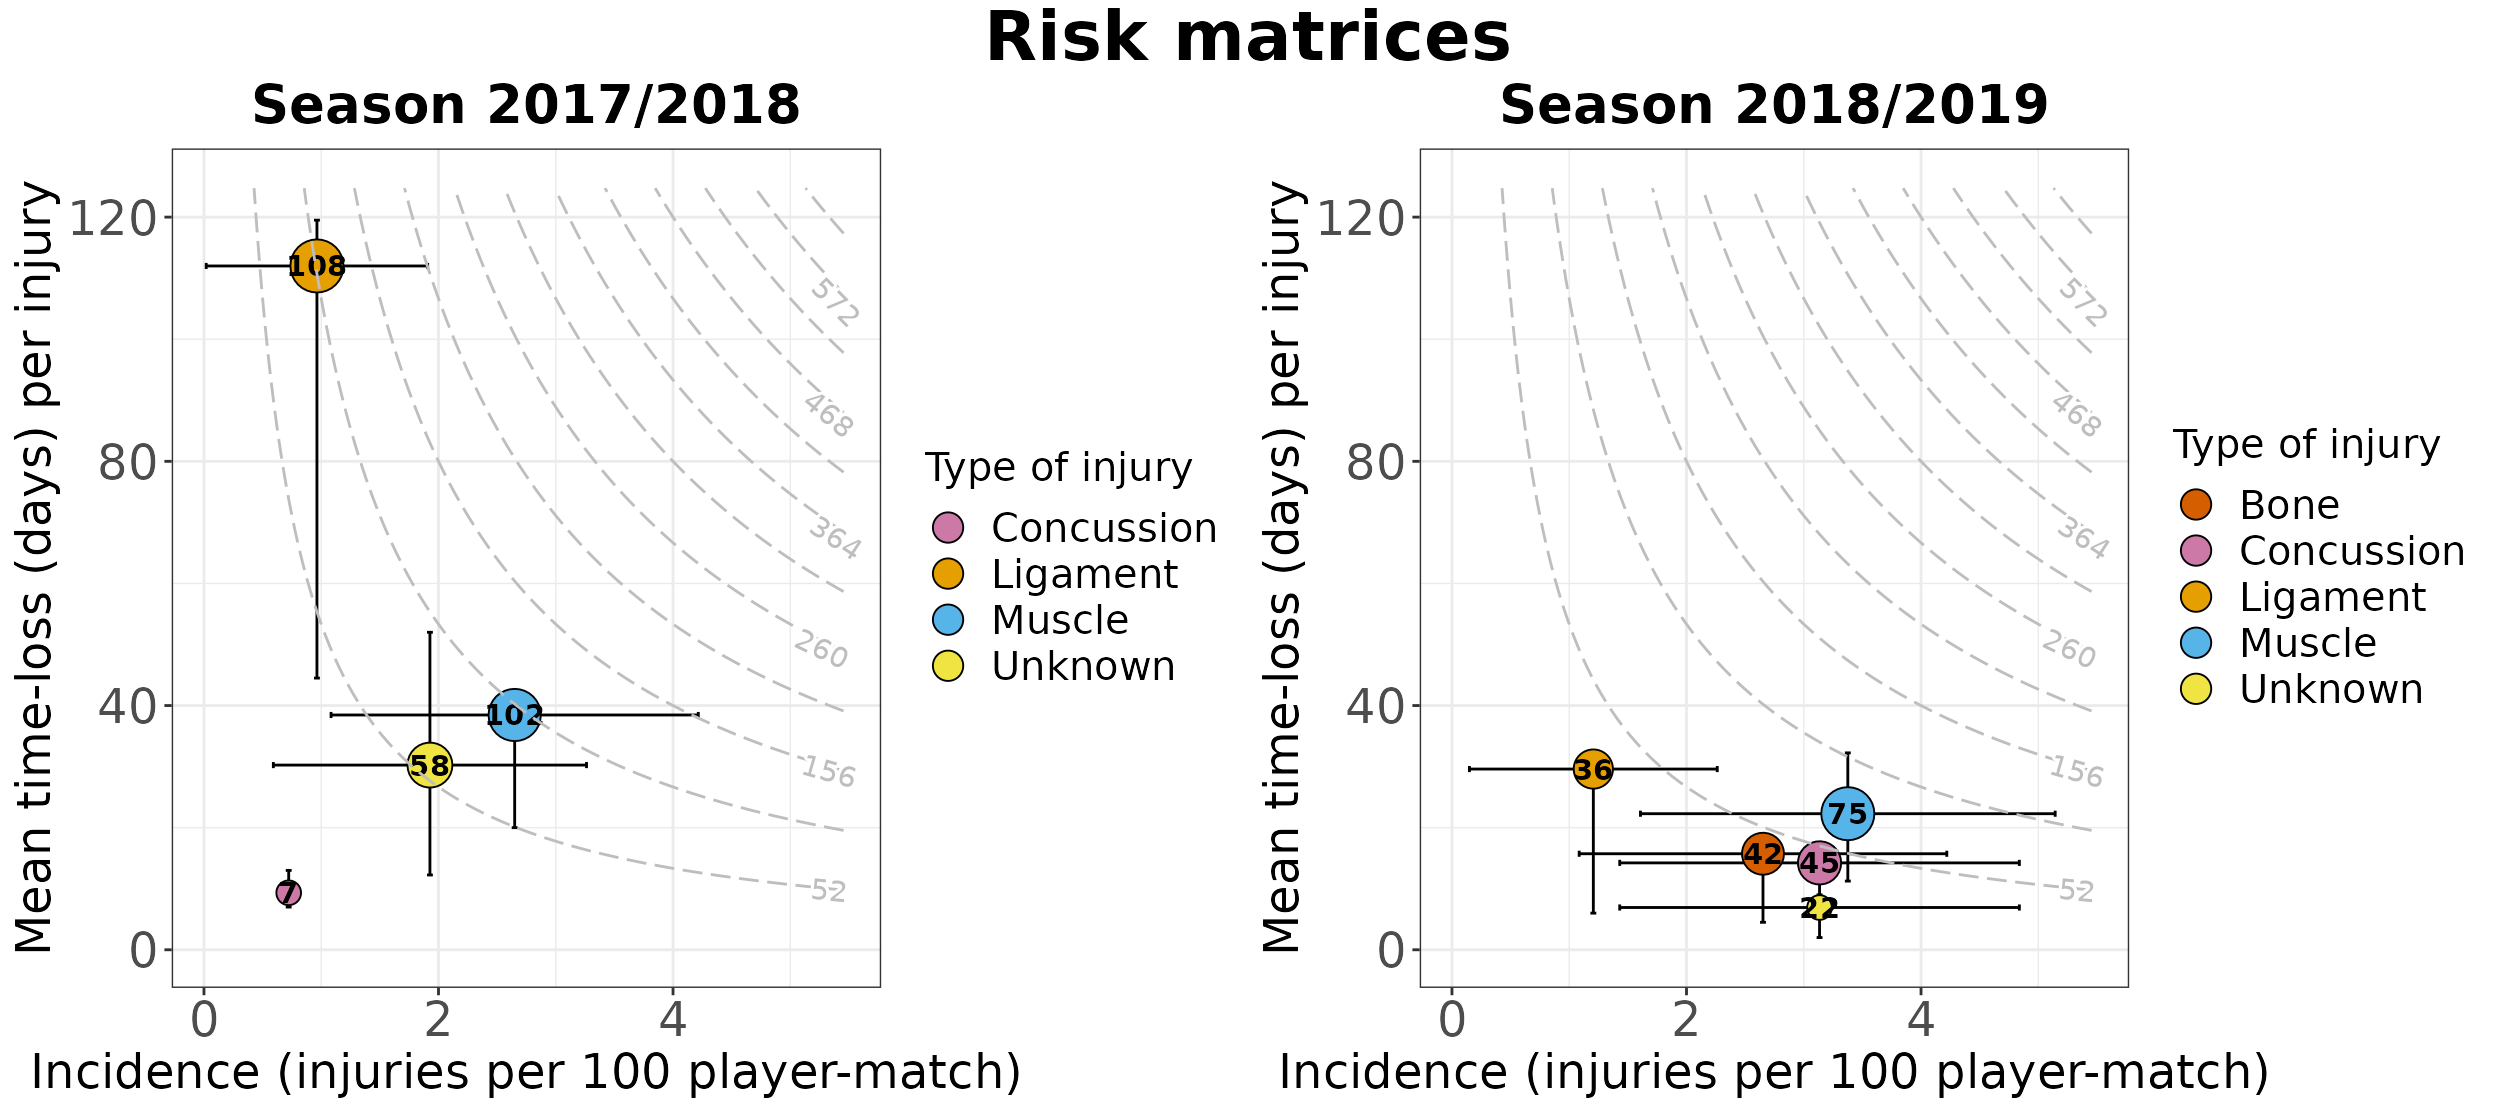 Risk matrices
Season 2017/2018
Mean time-loss (days) per injury
120
80
40
0
108
102
58
7
572
468
364
260
156
52
0 2 4
Incidence (injuries per 100 player-match)
Type of injury
Concussion
Ligament
Muscle
Unknown
Season 2018/2019
Mean time-loss (days) per injury
120
80
40
0
36
75
42
45
22
572
468
364
260
156
52
0 2 4
Incidence (injuries per 100 player-match)
Type of injury
Bone
Concussion
Ligament
Muscle
Unknown